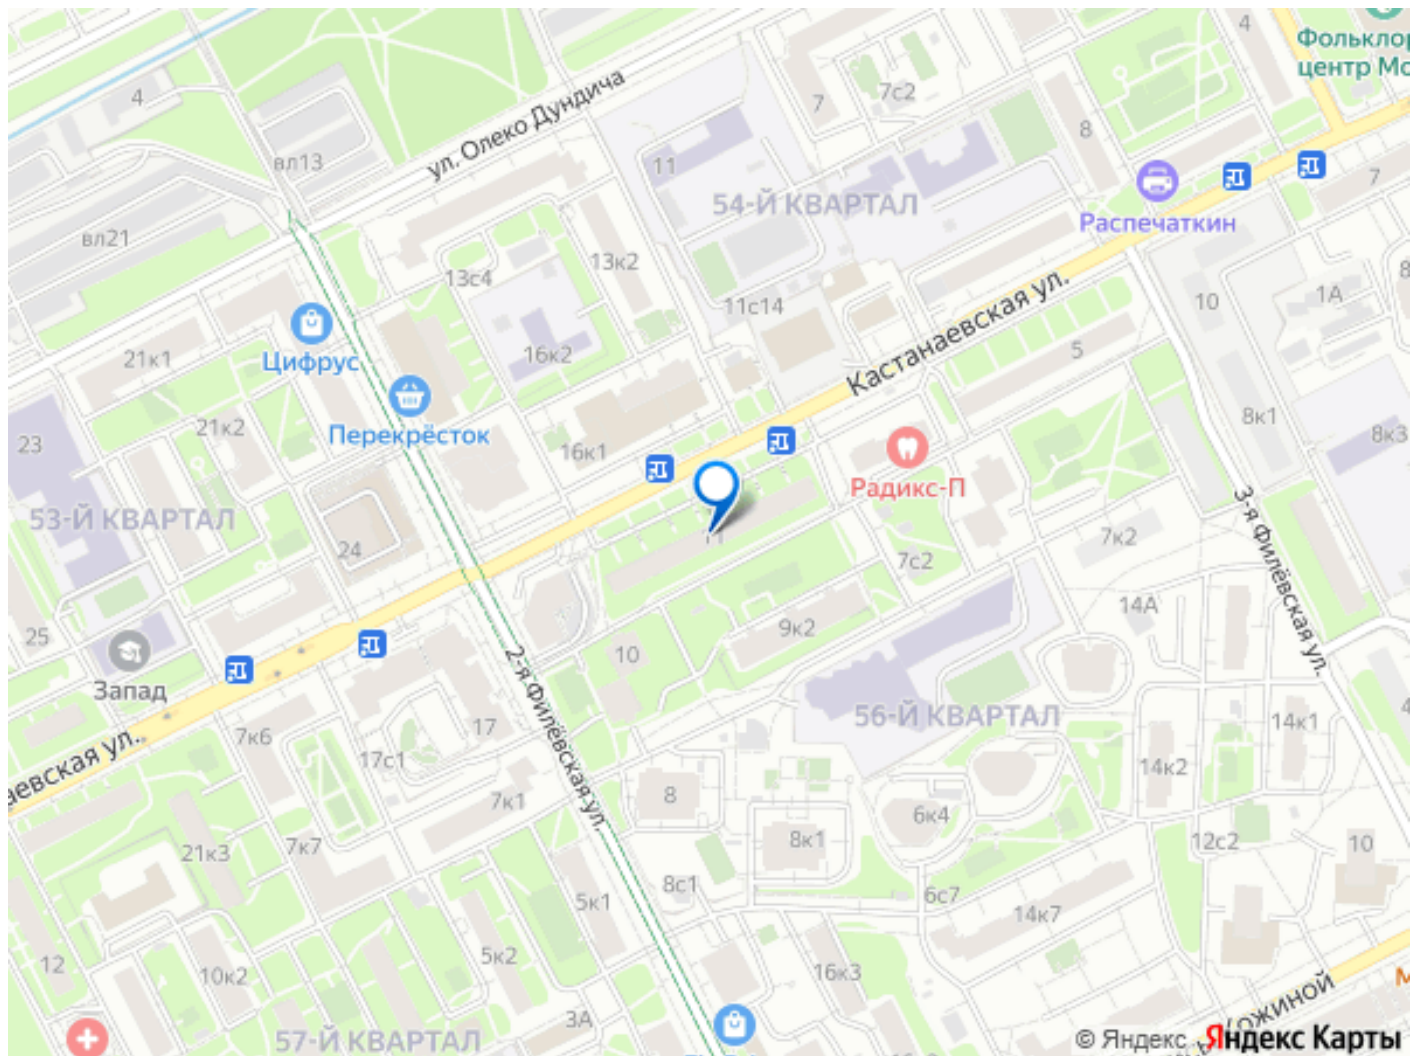 4
Фольклор
центр Мо
4
7с2
7
ул. Олеко Дундича
8
вл13
11
7
54-Й КВАРТАЛ
Распечаткин
вл21
13к2
13с4
8
1А
10
11с14
Кастанаевская ул.
21к1
Цифрус
16к2
5
8к1
21к2
Перекрёсток
8к3
23
16к1
Радикс-П
3-я Филёвская ул.
53-Й КВАРТАЛ
11
7к2
24
7с2
14А
25
9к2
10
2-я Филёвская ул.
Запад
56-Й КВАРТАЛ
4
14к1
7к6
17
аевская ул.
17с1
14к2
8
7к1
6к4
8к1
12с2
10
7к7
21к3
8с1
6с7
5к1
14к7
5к2
12
10к2
16к3
М
3А
57-Й КВАРТАЛ
ожиной
© Яндекс Яндекс Карты